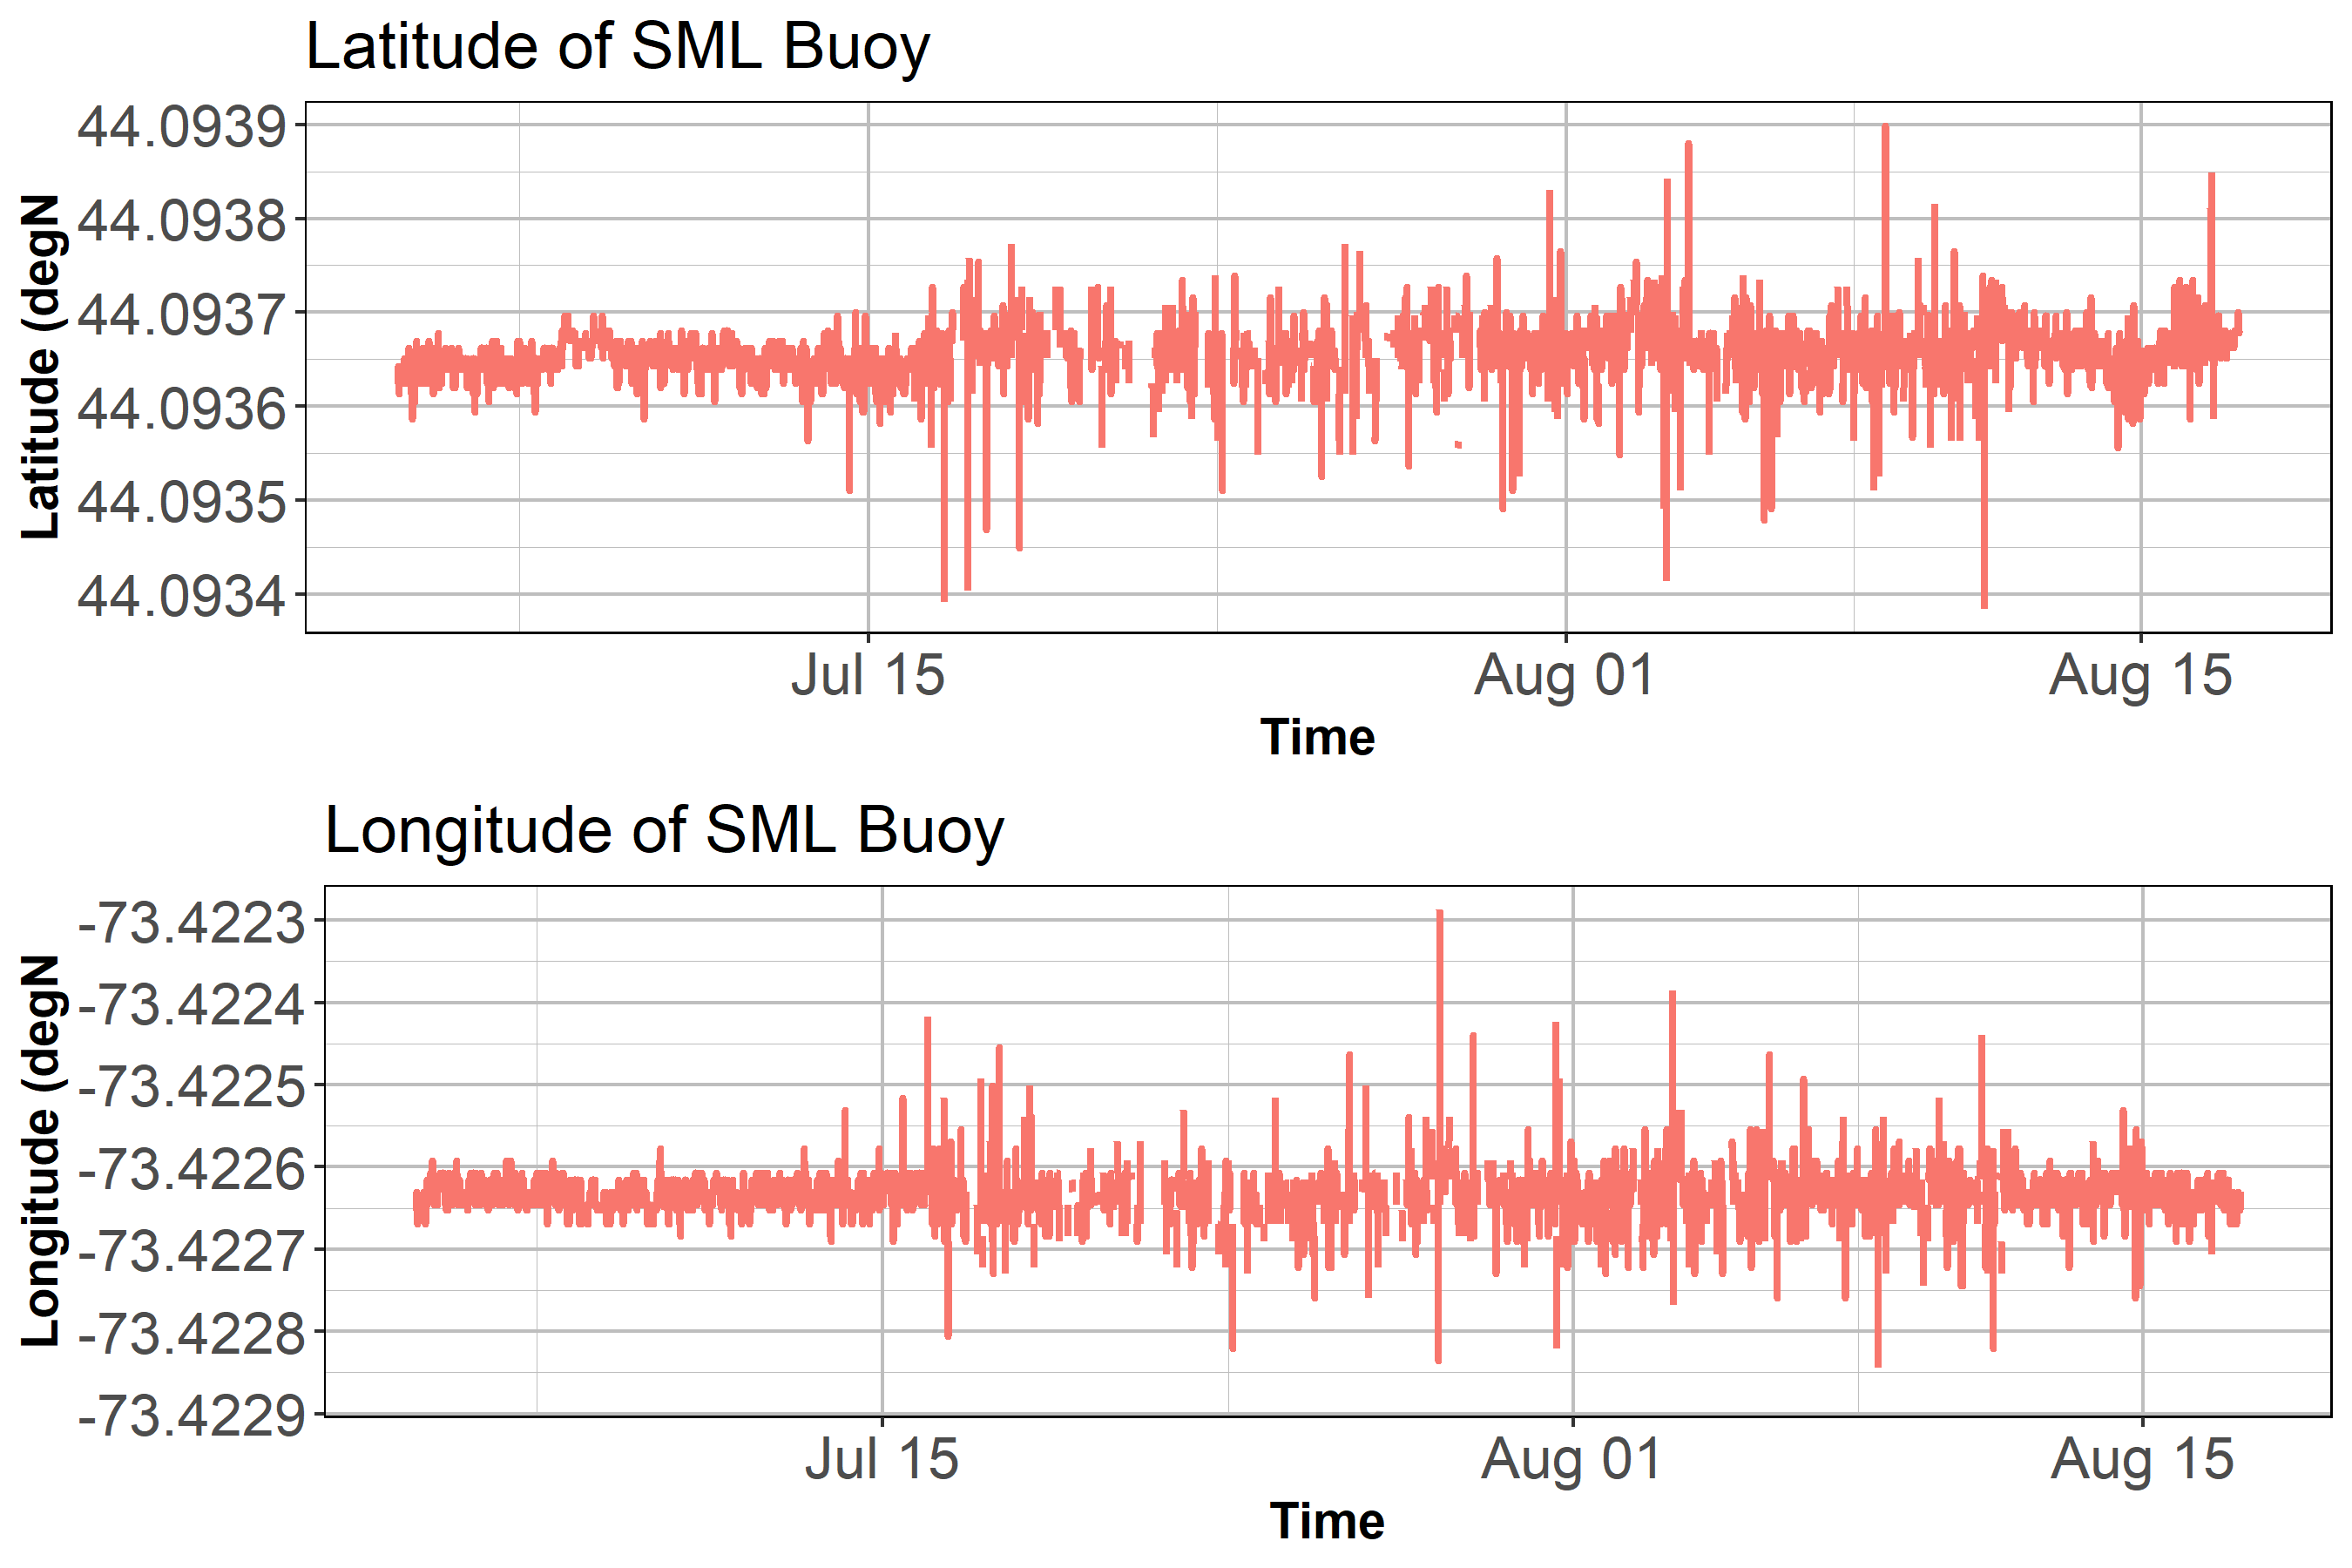 Latitude of SML Buoy
44.0939
44.0938
44.0937
44.0936
44.0935
44.0934
Latitude (degN
Jul 15
Aug 01
Aug 15
Time
Longitude of SML Buoy
-73.4223
-73.4224
-73.4225
-73.4226
-73.4227
-73.4228
-73.4229
Longitude (degN
Jul 15
Aug 01
Aug 15
Time